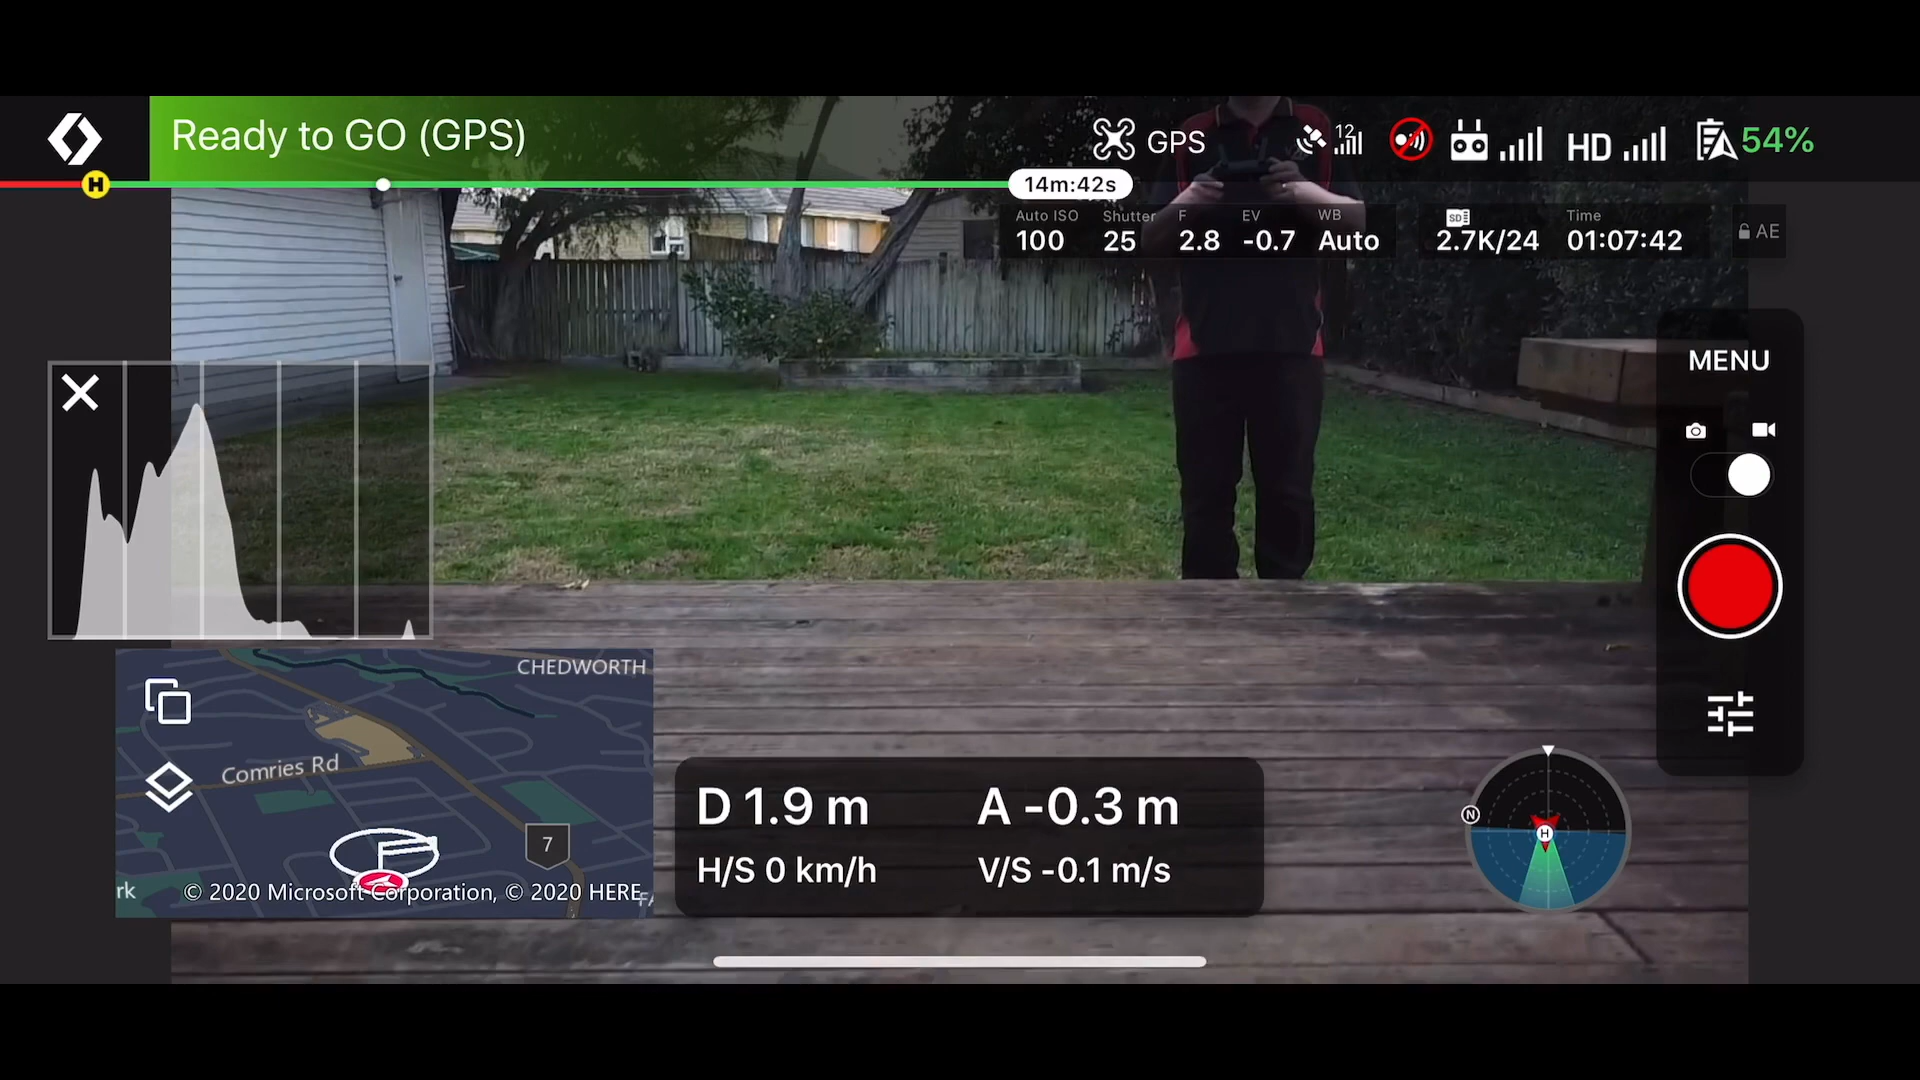 Ready to GO (GPS)
GPS
12
HD
54%
H
14m:42s
Auto ISO
100
Shutter
25
F
2.8
EV
-0.7
WB
Auto
SD
2.7K/24
Time
01:07:42
AE
MENU
CHEDWORTH
Comries Rd
7
rk
© 2020 Microsoft Corporation, © 2020 HERE
D 1.9 m
A -0.3 m
H/S 0 km/h
V/S -0.1 m/s
N
H